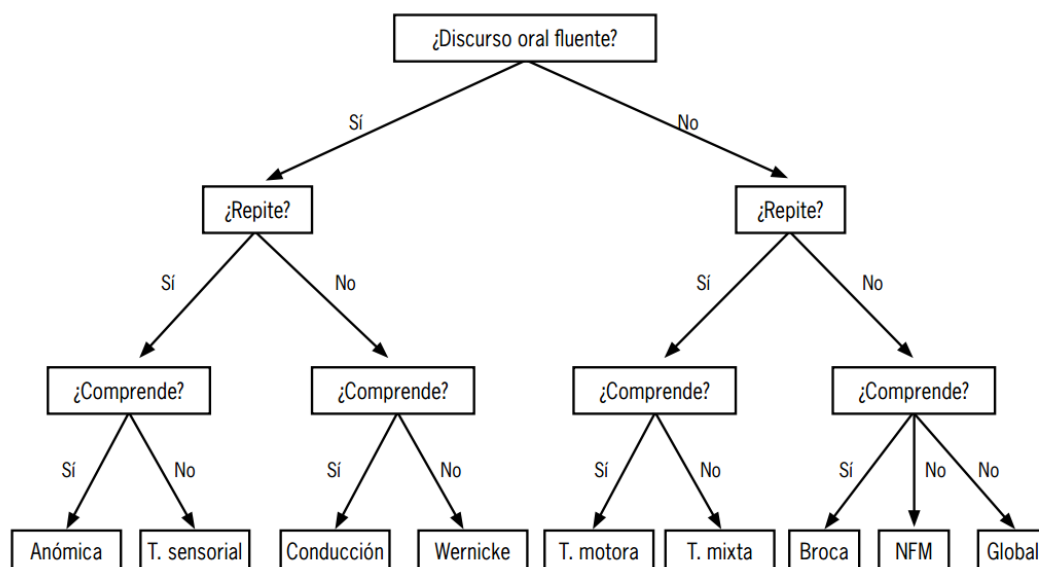 ¿Discurso oral fluente?
Sí No
¿Repite? ¿Repite?
Sí No Sí No
¿Comprende? ¿Comprende? ¿Comprende? ¿Comprende?
Sí No Sí No Sí No Sí No No
Anómica T. sensorial Conducción Wernicke T. motora T. mixta Broca NFM Global